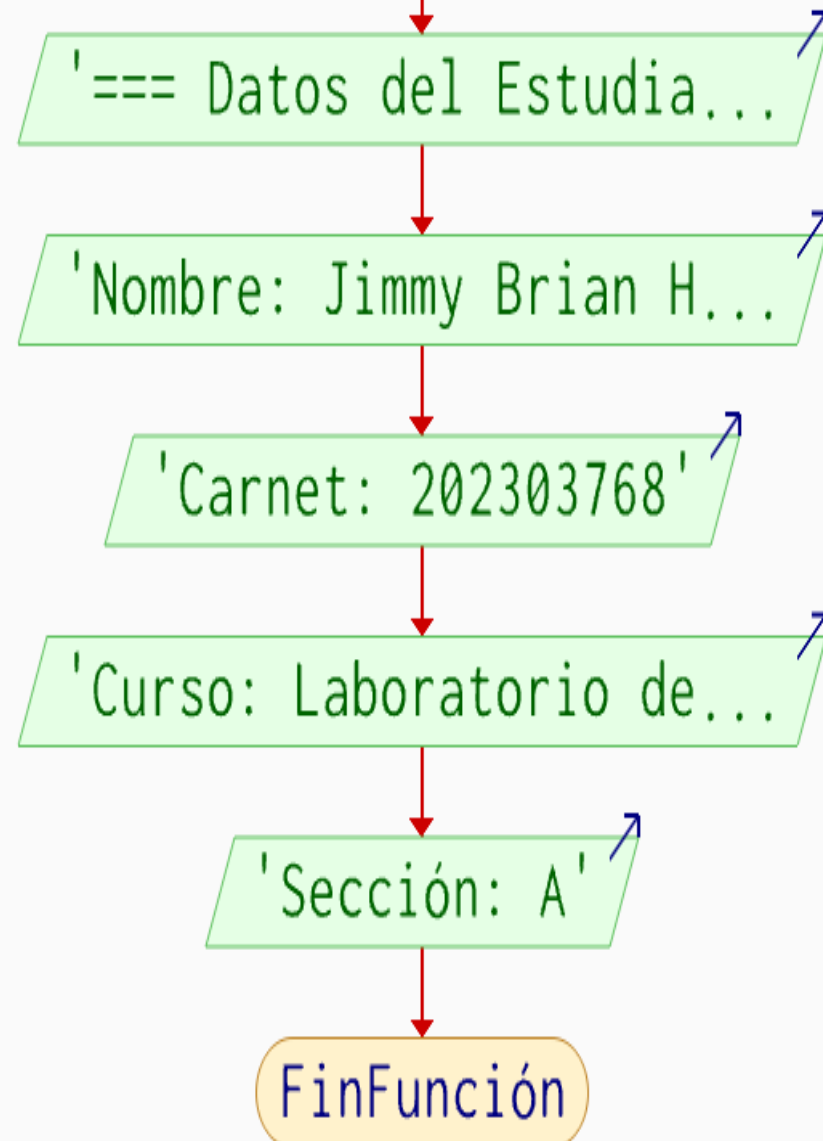 '=== Datos del Estudia...
'Nombre: Jimmy Brian H...
'Carnet: 202303768'
'Curso: Laboratorio de...
'Sección: A'
FinFunción